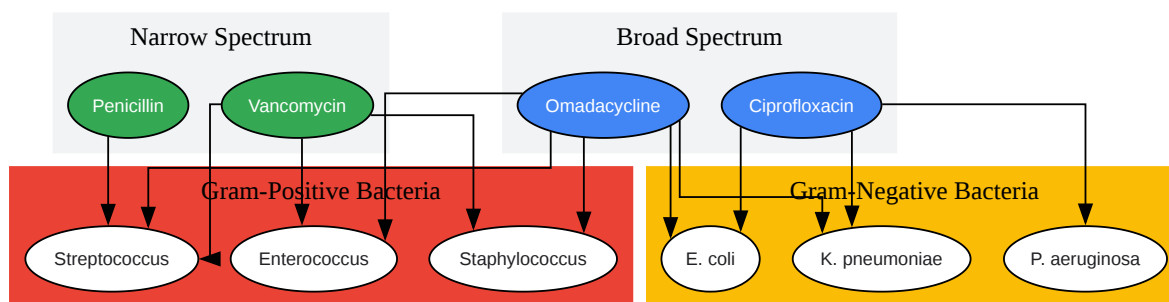 Narrow Spectrum
Broad Spectrum
Penicillin
Vancomycin
Omadacycline
Ciprofloxacin
Gram-Positive Bacteria
Gram-Negative Bacteria
Streptococcus
Enterococcus
Staphylococcus
E. coli
K. pneumoniae
P. aeruginosa